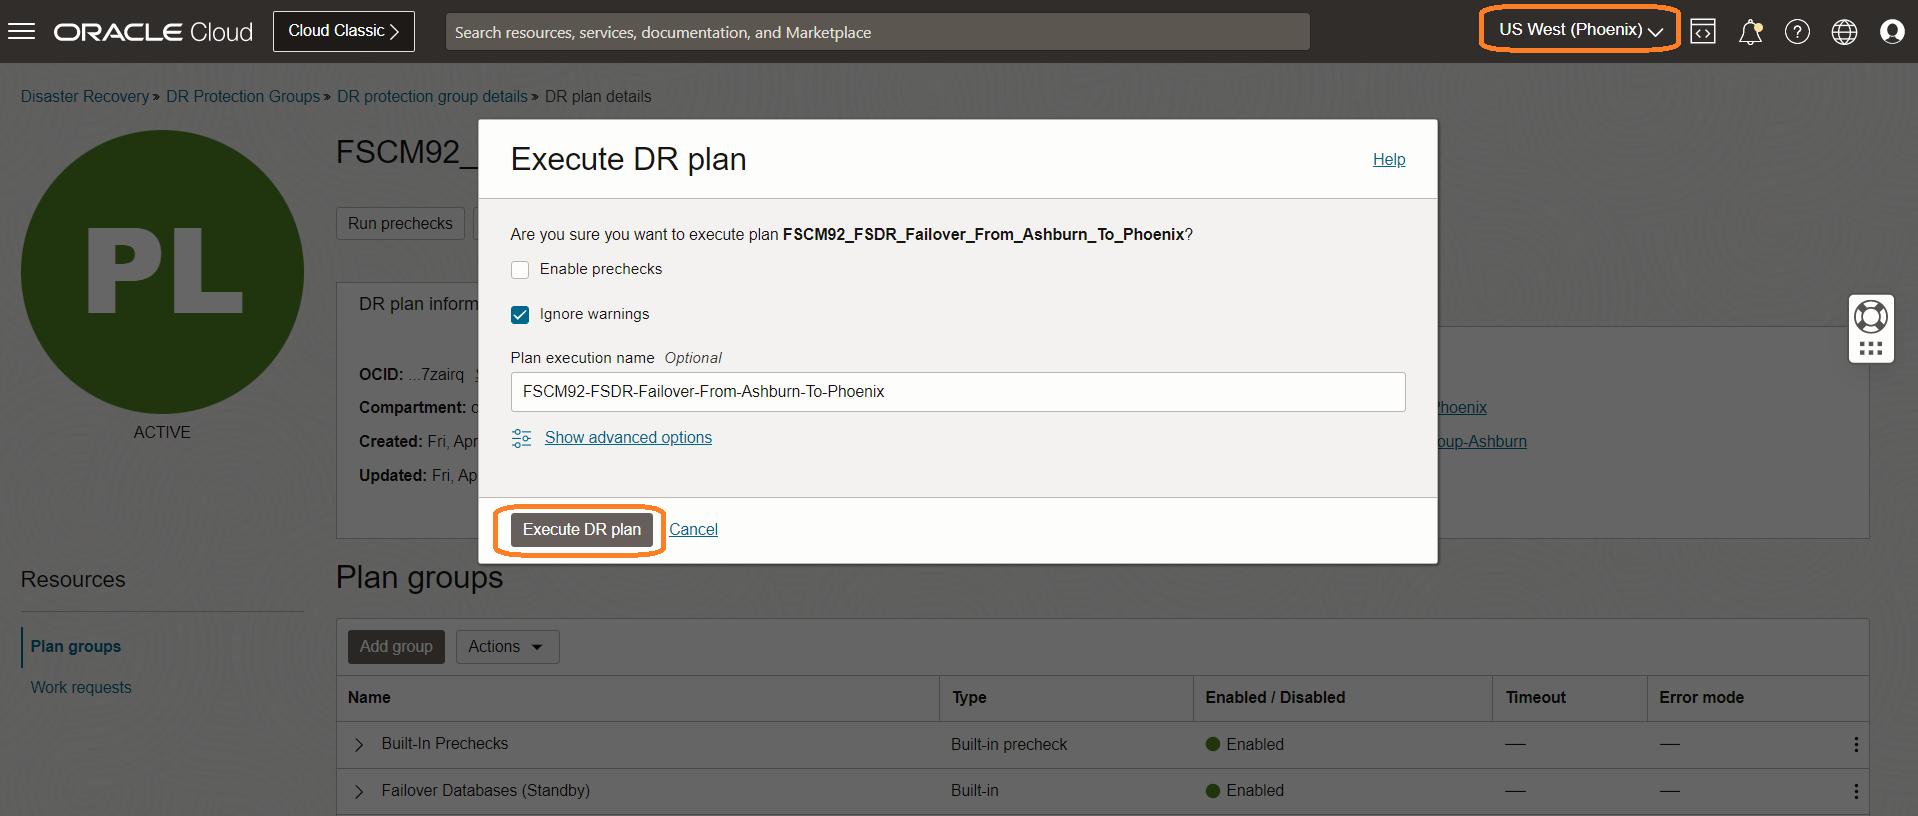 ORACLE Cloud
Cloud Classic
Search resources, services, documentation, and Marketplace
US West (Phoenix)
Disaster Recovery » DR Protection Groups » DR protection group details » DR plan details
PL
ACTIVE
FSCM92_
Run prechecks
DR plan inform
OCID: ...7zairq
Compartment:
Created: Fri, Apr
Updated: Fri, Ap
Phoenix
oup-Ashburn
Execute DR plan
Help
Are you sure you want to execute plan FSCM92_FSDR_Failover_From_Ashburn_To_Phoenix?
Enable prechecks
Ignore warnings
Plan execution name Optional
FSCM92-FSDR-Failover-From-Ashburn-To-Phoenix
Show advanced options
Execute DR plan Cancel
Resources
Plan groups
Work requests
Plan groups
Add group Actions
Name Type Enabled / Disabled Timeout Error mode
Built-In Prechecks Built-in precheck Enabled — —
Failover Databases (Standby) Built-in Enabled — —